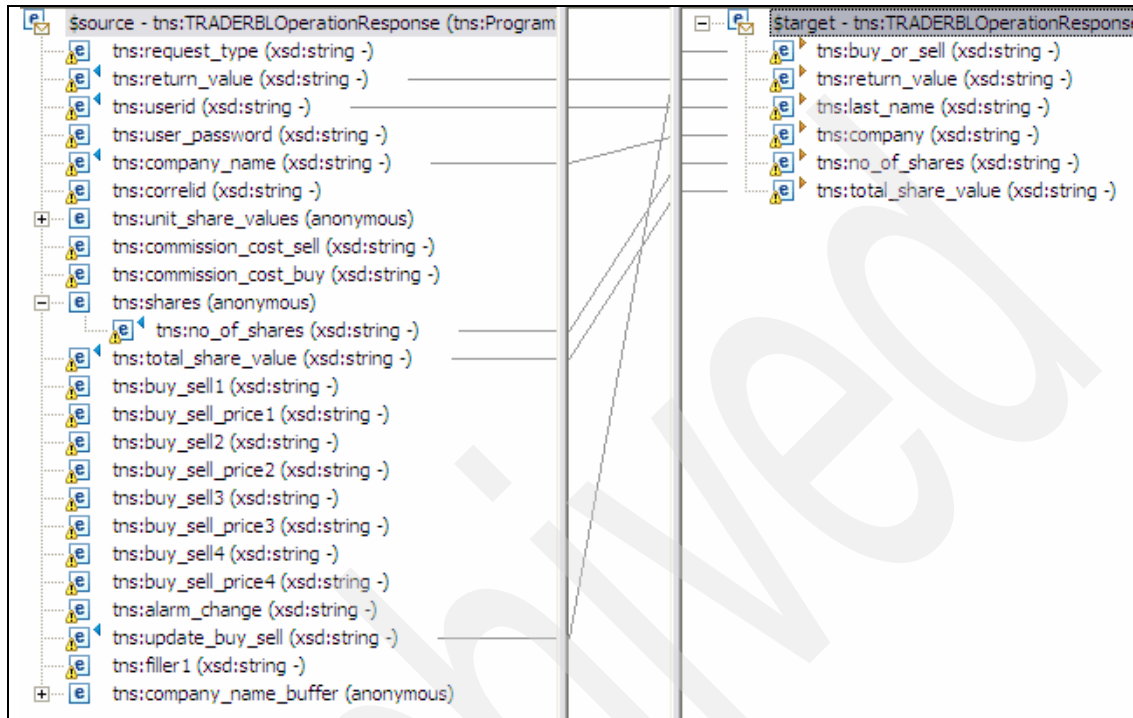 $source - tns:TRADERBLOperationResponse (tns:Program
tns:request_type (xsd:string -)
tns:return_value (xsd:string -)
tns:userid (xsd:string -)
tns:user_password (xsd:string -)
tns:company_name (xsd:string -)
tns:correlid (xsd:string -)
tns:unit_share_values (anonymous)
tns:commission_cost_sell (xsd:string -)
tns:commission_cost_buy (xsd:string -)
tns:shares (anonymous)
tns:no_of_shares (xsd:string -)
tns:total_share_value (xsd:string -)
tns:buy_sell1 (xsd:string -)
tns:buy_sell_price1 (xsd:string -)
tns:buy_sell2 (xsd:string -)
tns:buy_sell_price2 (xsd:string -)
tns:buy_sell3 (xsd:string -)
tns:buy_sell_price3 (xsd:string -)
tns:buy_sell4 (xsd:string -)
tns:buy_sell_price4 (xsd:string -)
tns:alarm_change (xsd:string -)
tns:update_buy_sell (xsd:string -)
tns:filler1 (xsd:string -)
tns:company_name_buffer (anonymous)
$target - tns:TRADERBLOperationResponse
tns:buy_or_sell (xsd:string -)
tns:return_value (xsd:string -)
tns:last_name (xsd:string -)
tns:company (xsd:string -)
tns:no_of_shares (xsd:string -)
tns:total_share_value (xsd:string -)
hived